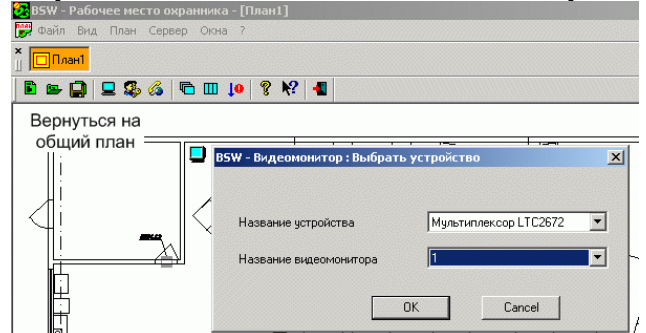 BSW - Рабочее место охранника - [План1]
Файл Вид План Сервер Окна ?
План1
Вернуться на
общий план
BSW - Видеомонитор : Выбрать устройство
Название устройства
Мультиплексор LTC2672
Название видеомонитора
1
OK
Cancel